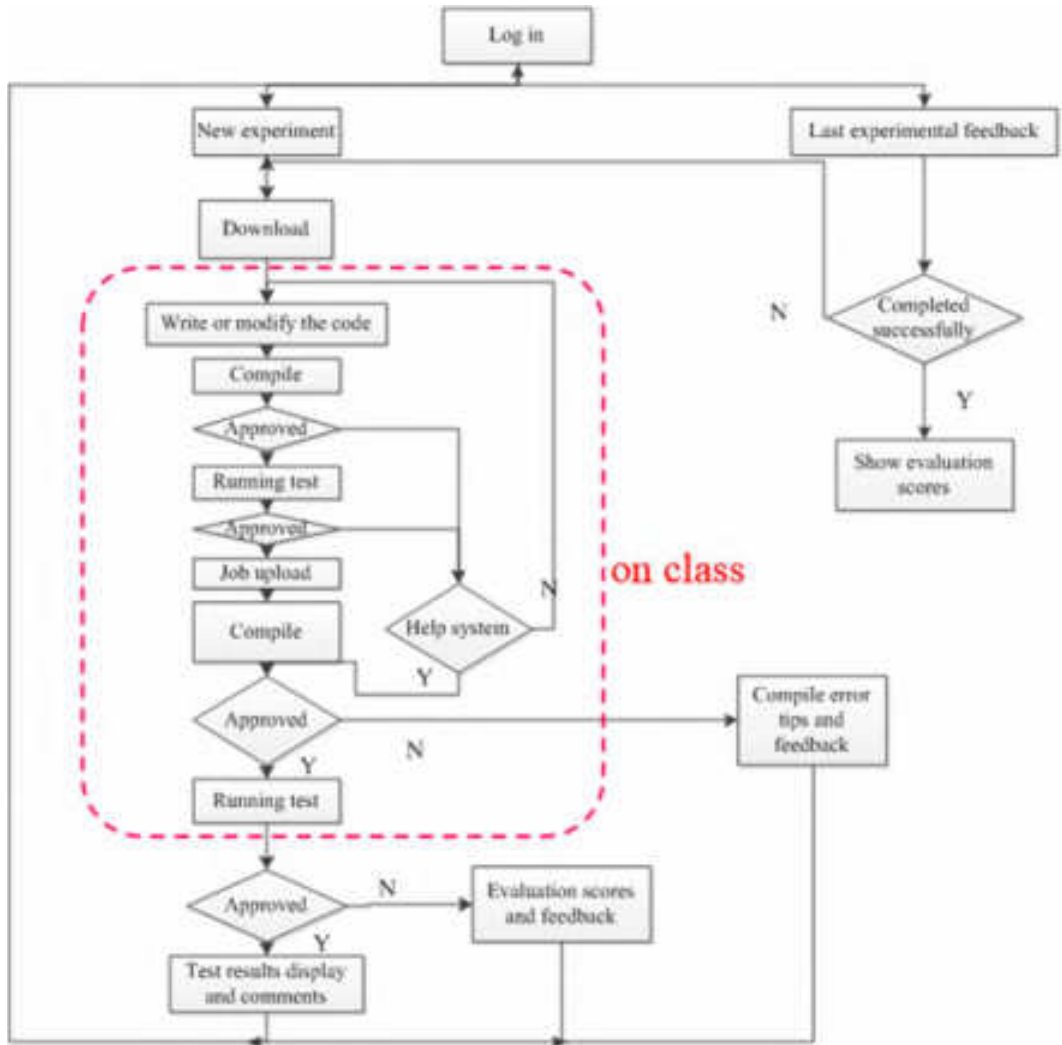 Log in
New experiment
Last experimental feedback
Download
N
Completed
successfully
Write or modify the code
Compile
Y
Approved
Show evaluation
scores
Running test
Approved
on class
Job upload
N
Compile
Help system
Y
Compile error
tips and
feedback
Approved
N
Y
Running test
N
Evaluation scores
and feedback
Approved
Y
Test results display
and comments